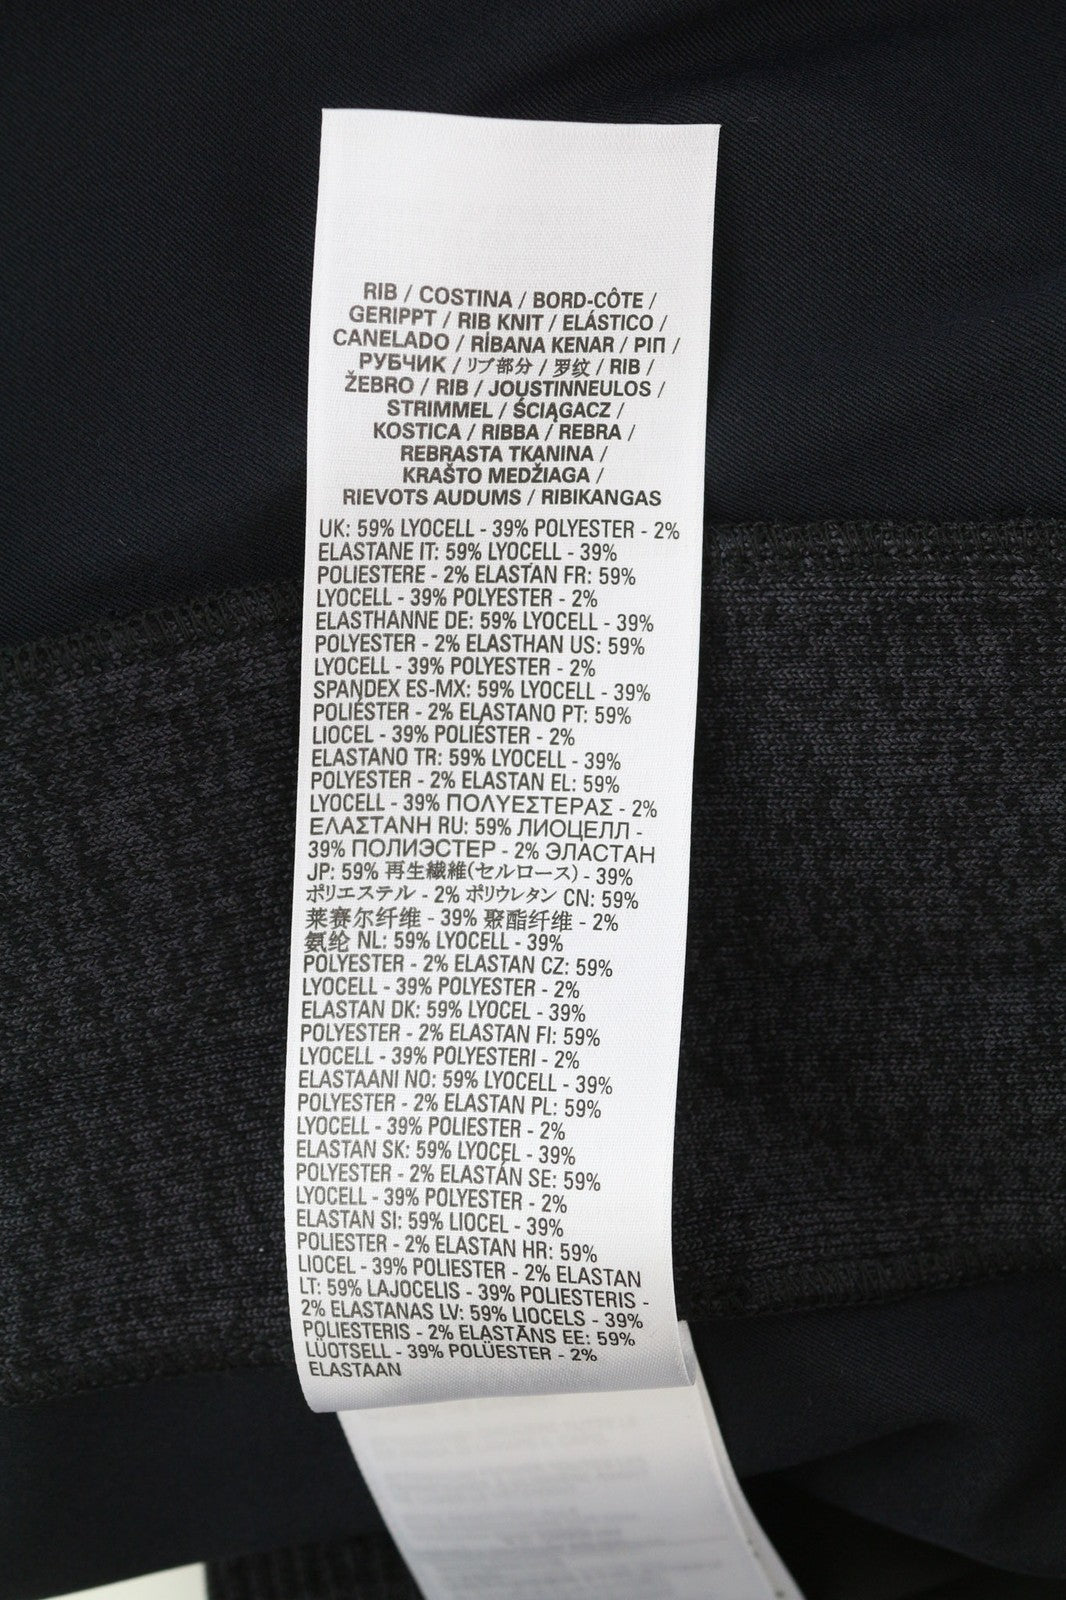 RIB / COSTINA / BORD-CÔTE /
GERIPPT / RIB KNIT / ELÁSTICO /
CANELADO / RİBANA KENAR / ΡΙΠ /
РУБЧИК / リブ部分 / 罗纹 / RIB /
ŽEBRO / RIB / JOUSTINNEULOS /
STRIMMEL / ŚCIĄGACZ /
KOSTICA / RIBBA / REBRA /
REBRASTA TKANINA /
KRAŠTO MEDŽIAGA /
RIEVOTS AUDUMS / RIBIKANGAS
UK: 59% LYOCELL - 39% POLYESTER - 2%
ELASTANE IT: 59% LYOCELL - 39%
POLIESTERE - 2% ELASTAN FR: 59%
LYOCELL - 39% POLYESTER - 2%
ELASTHANNE DE: 59% LYOCELL - 39%
POLYESTER - 2% ELASTHAN US: 59%
LYOCELL - 39% POLYESTER - 2%
SPANDEX ES-MX: 59% LYOCELL - 39%
POLIÉSTER - 2% ELASTANO PT: 59%
LIOCEL - 39% POLIÉSTER - 2%
ELASTANO TR: 59% LYOCELL - 39%
POLYESTER - 2% ELASTAN EL: 59%
LYOCELL - 39% ΠΟΛΥΕΣΤΕΡΑΣ - 2%
ΕΛΑΣΤΑΝΗ RU: 59% ЛИОЦЕЛЛ -
39% ПОЛИЭСТЕР - 2% ЭЛАСТАН
JP: 59% 再生繊維(セルロース) - 39%
ポリエステル - 2% ポリウレタン CN: 59%
莱赛尔纤维 - 39% 聚酯纤维 - 2%
氨纶 NL: 59% LYOCELL - 39%
POLYESTER - 2% ELASTAN CZ: 59%
LYOCELL - 39% POLYESTER - 2%
ELASTAN DK: 59% LYOCEL - 39%
POLYESTER - 2% ELASTAN FI: 59%
LYOCELL - 39% POLYESTERI - 2%
ELASTAANI NO: 59% LYOCELL - 39%
POLYESTER - 2% ELASTAN PL: 59%
LYOCELL - 39% POLIESTER - 2%
ELASTAN SK: 59% LYOCEL - 39%
POLYESTER - 2% ELASTÁN SE: 59%
LYOCELL - 39% POLYESTER - 2%
ELASTAN SI: 59% LIOCEL - 39%
POLIESTER - 2% ELASTAN HR: 59%
LIOCEL - 39% POLIESTER - 2% ELASTAN
LT: 59% LAJOCELIS - 39% POLIESTERIS -
2% ELASTANAS LV: 59% LIOCELS - 39%
POLIESTERIS - 2% ELASTĀNS EE: 59%
LÜOTSELL - 39% POLÜESTER - 2%
ELASTAAN